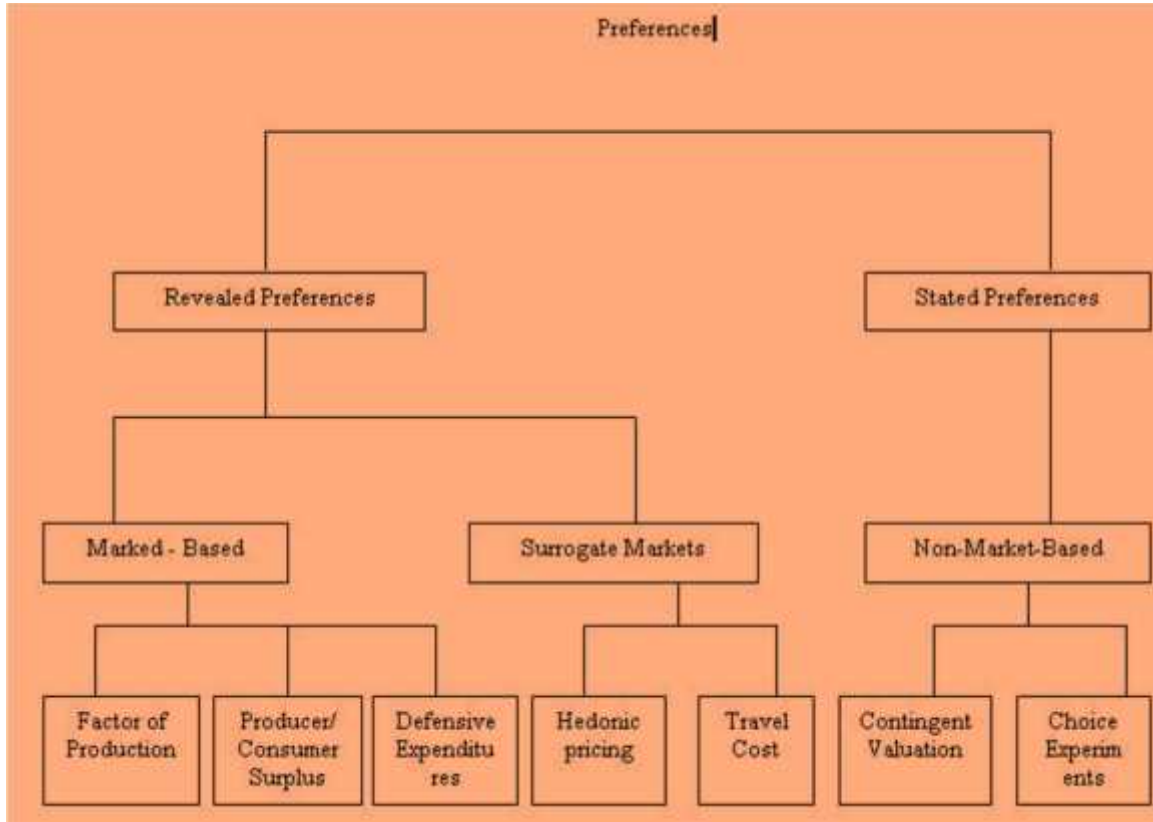 Preferences
Revealed Preferences
Stated Preferences
Marked - Based
Surrogate Markets
Non-Market-Based
Factor of
Production
Producer/
Consumer
Surplus
Defensive
Expenditu
res
Hedonic
pricing
Travel
Cost
Contingent
Valuation
Choice
Experim
ents